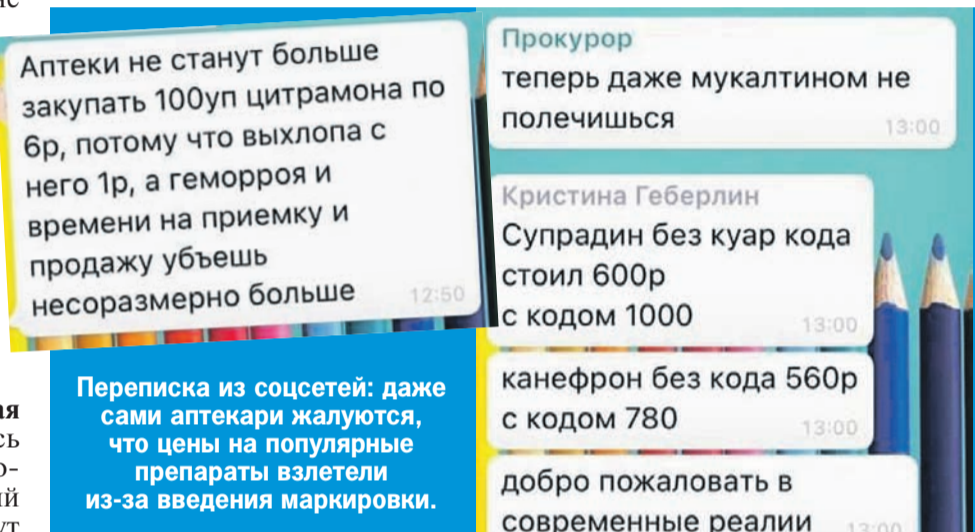 Аптеки не станут больше
закупать 100уп цитрамона по
6р, потому что выхлопа с
него 1р, а геморроя и
времени на приемку и
продажу убъешь
несоразмерно больше
12:50
Переписка из соцсетей: даже
сами аптекари жалуются,
что цены на популярные
препараты взлетели
из-за введения маркировки.
Прокурор
теперь даже мукалтином не
полечишься
13:00
Кристина Геберлин
Супрадин без куар кода
стоил 600р
с кодом 1000
13:00
канефрон без кода 560р
с кодом 780
13:00
добро пожаловать в
современные реалии
13:00